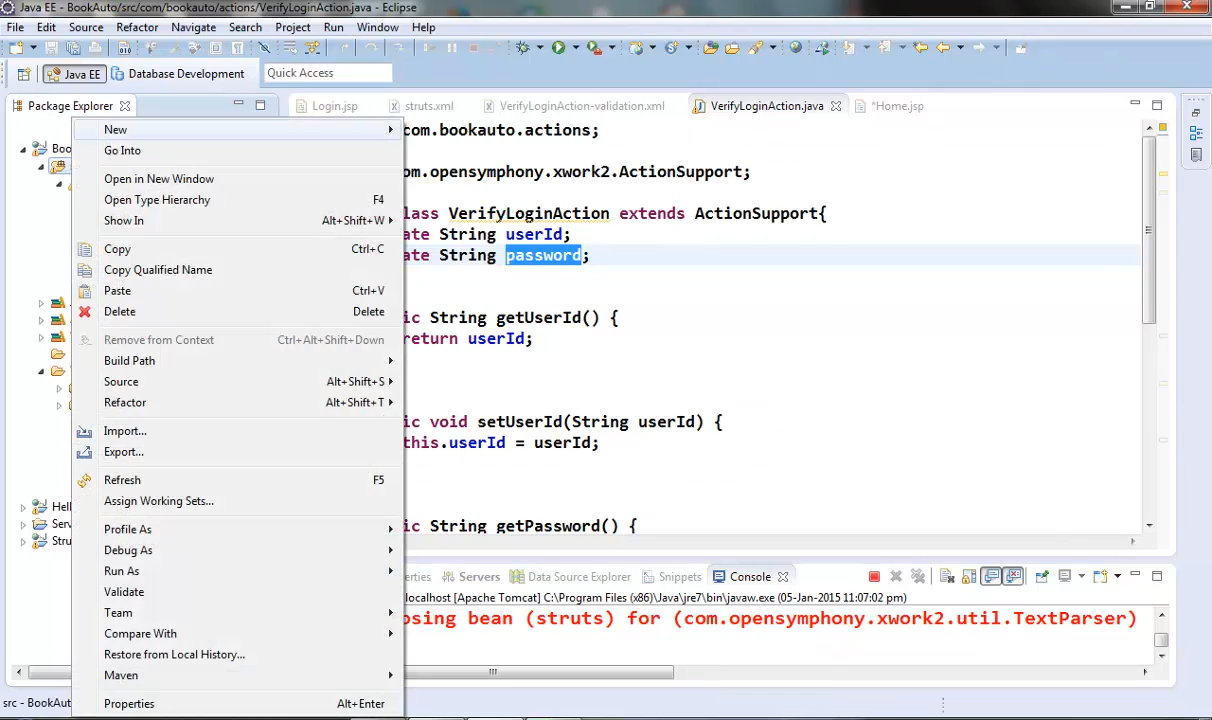 Java EE - BookAuto/src/com/bookauto/actions/VerifyLoginAction.java - Eclipse
File Edit Source Refactor Navigate Search Project Run Window Help
Java EE Database Development Quick Access
Package Explorer Login.jsp struts.xml VerifyLoginAction-validation.xml VerifyLoginAction.java *Home.jsp
Boo
New
Go Into
Open in New Window
Open Type Hierarchy F4
Show In Alt+Shift+W
Copy Ctrl+C
Copy Qualified Name
Paste Ctrl+V
Delete Delete
Remove from Context Ctrl+Alt+Shift+Down
Build Path
Source Alt+Shift+S
Refactor Alt+Shift+T
Import...
Export...
Refresh F5
Assign Working Sets...
Profile As
Debug As
Run As
Validate
Team
Compare With
Restore from Local History...
Maven
Properties Alt+Enter
Hell
Serv
Stru
com.bookauto.actions;
om.opensymphony.xwork2.ActionSupport;
lass VerifyLoginAction extends ActionSupport{
ate String userId;
ate String password;
ic String getUserId() {
return userId;
ic void setUserId(String userId) {
this.userId = userId;
ic String getPassword() {
erties Servers Data Source Explorer Snippets Console
localhost [Apache Tomcat] C:\Program Files (x86)\Java\jre7\bin\javaw.exe (05-Jan-2015 11:07:02 pm)
osing bean (struts) for (com.opensymphony.xwork2.util.TextParser)
src - BookAut